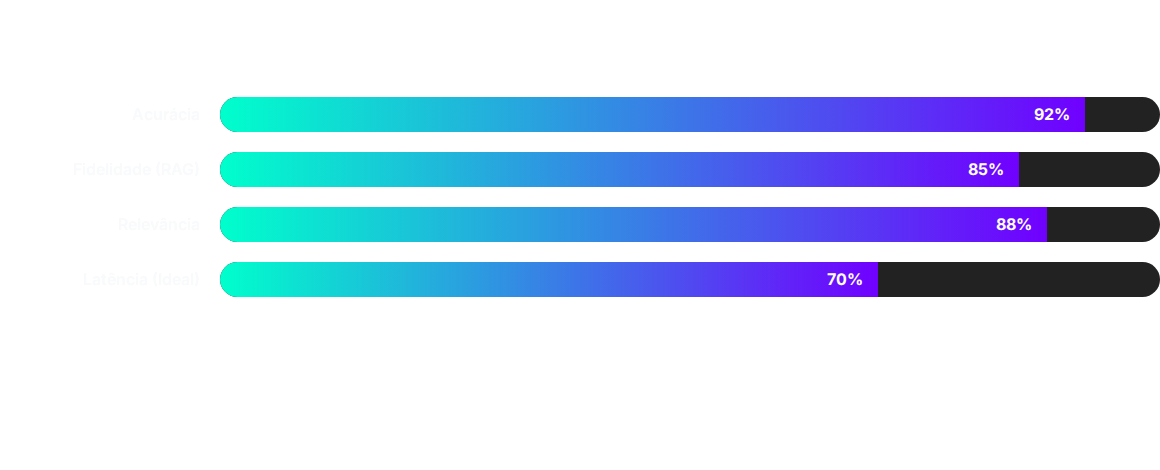 Acurácia 92%
Fidelidade (RAG) 85%
Relevância 88%
Latência (Ideal) 70%